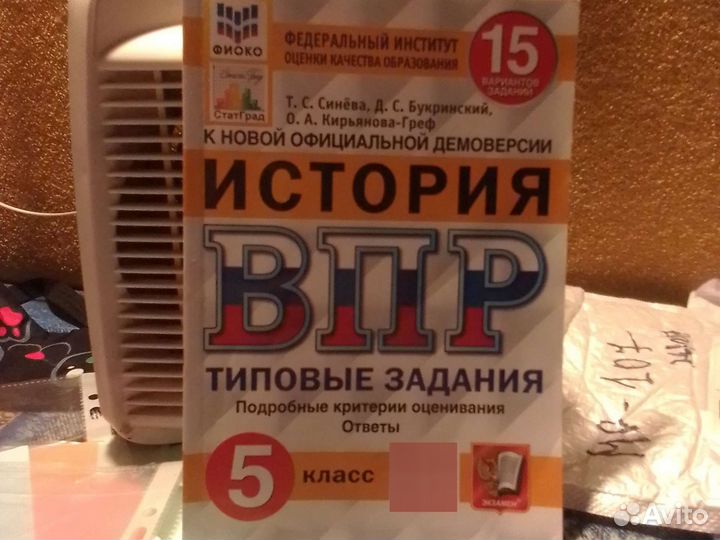 ФИОКО
СтатГрад
ФЕДЕРАЛЬНЫЙ ИНСТИТУТ
ОЦЕНКИ КАЧЕСТВА ОБРАЗОВАНИЯ
15
ВАРИАНТОВ
ЗАДАНИЙ
Т. С. Синёва, Д. С. Букринский,
О. А. Кирьянова-Греф
К НОВОЙ ОФИЦИАЛЬНОЙ ДЕМОВЕРСИИ
ИСТОРИЯ
ВПР
ТИПОВЫЕ ЗАДАНИЯ
Подробные критерии оценивания
Ответы
5 КЛАСС
ЭКЗАМЕН
107
Avito